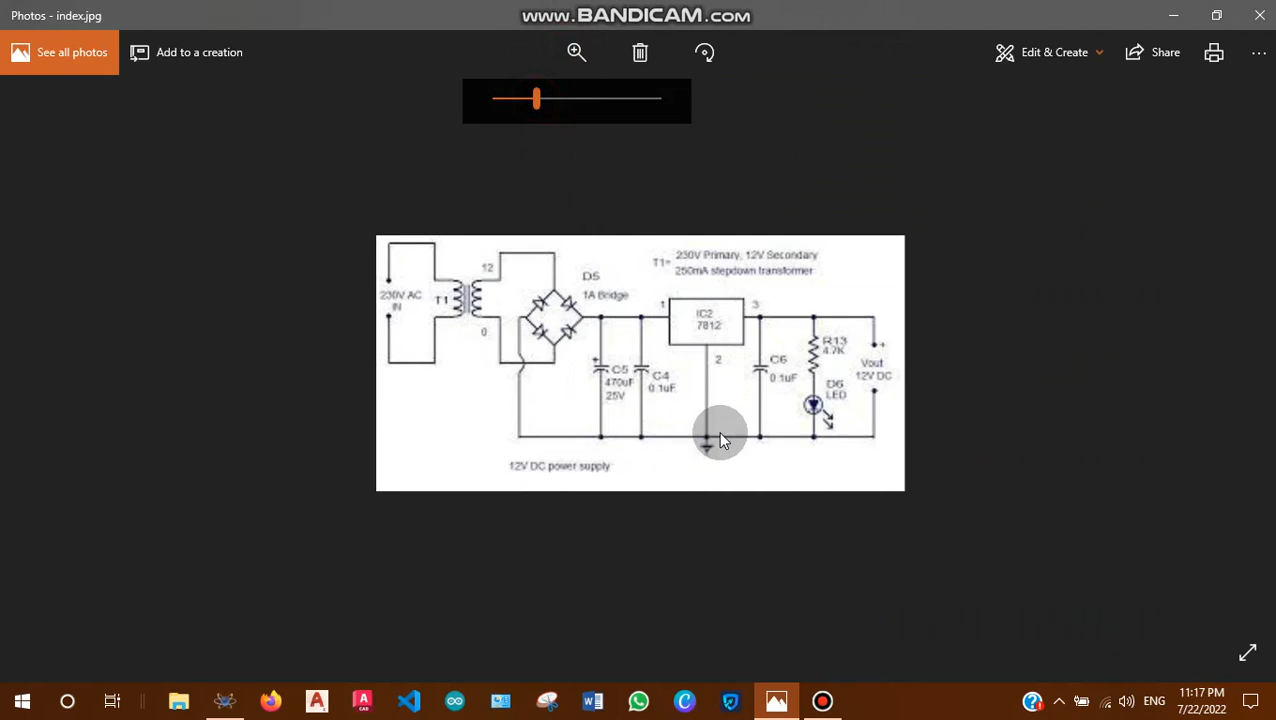 Photos - index.jpg
www.BANDICAM.com
See all photos
Add to a creation
Edit & Create
Share
230V AC
IN
T1
12
0
D5
1A Bridge
T1= 230V Primary, 12V Secondary
250mA stepdown transformer
1
IC2
7812
3
2
C5
470uF
25V
C4
0.1uF
C6
0.1uF
R13
4.7K
D6
LED
+
Vout
12V DC
12V DC power supply
ENG
11:17 PM
7/22/2022